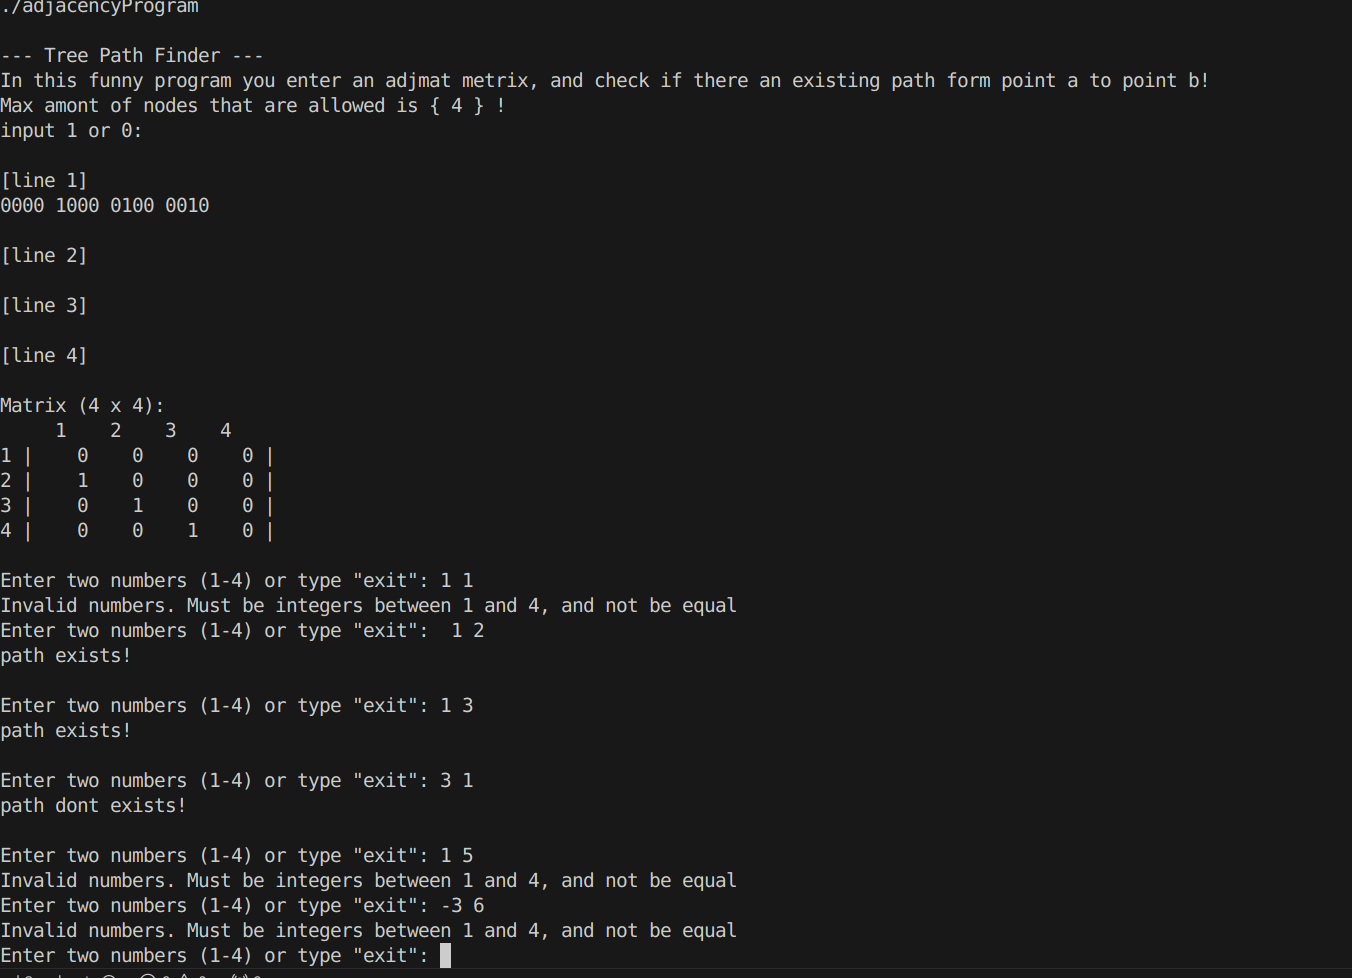 ./adjacencyProgram
--- Tree Path Finder ---
In this funny program you enter an adjmat metrix, and check if there an existing path form point a to point b!
Max amont of nodes that are allowed is { 4 } !
input 1 or 0:
[line 1]
0000 1000 0100 0010
[line 2]
[line 3]
[line 4]
Matrix (4 x 4):
1 2 3 4
1 | 0 0 0 0 |
2 | 1 0 0 0 |
3 | 0 1 0 0 |
4 | 0 0 1 0 |
Enter two numbers (1-4) or type "exit": 1 1
Invalid numbers. Must be integers between 1 and 4, and not be equal
Enter two numbers (1-4) or type "exit":  1 2
path exists!
Enter two numbers (1-4) or type "exit": 1 3
path exists!
Enter two numbers (1-4) or type "exit": 3 1
path dont exists!
Enter two numbers (1-4) or type "exit": 1 5
Invalid numbers. Must be integers between 1 and 4, and not be equal
Enter two numbers (1-4) or type "exit": -3 6
Invalid numbers. Must be integers between 1 and 4, and not be equal
Enter two numbers (1-4) or type "exit":